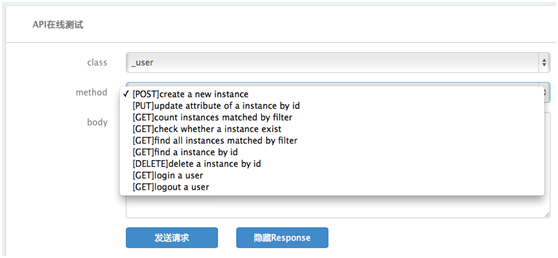 API在线测试
class
_user
method
✓ [POST]create a new instance
[PUT]update attribute of a instance by id
[GET]count instances matched by filter
[GET]check whether a instance exist
[GET]find all instances matched by filter
[GET]find a instance by id
[DELETE]delete a instance by id
[GET]login a user
[GET]logout a user
body
发送请求
隐藏Response